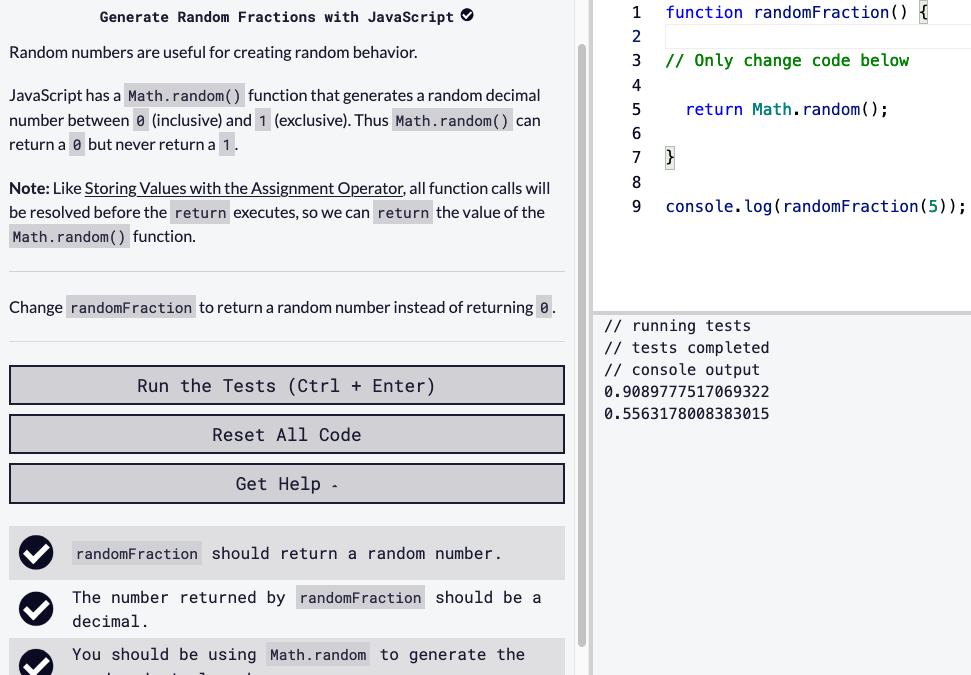 Generate Random Fractions with JavaScript
Random numbers are useful for creating random behavior.
JavaScript has a Math.random() function that generates a random decimal
number between 0 (inclusive) and 1 (exclusive). Thus Math.random() can
return a 0 but never return a 1.
Note: Like Storing Values with the Assignment Operator, all function calls will
be resolved before the return executes, so we can return the value of the
Math.random() function.
Change randomFraction to return a random number instead of returning 0.
Run the Tests (Ctrl + Enter)
Reset All Code
Get Help
randomFraction should return a random number.
The number returned by randomFraction should be a
decimal.
You should be using Math.random to generate the
1 function randomFraction() {
2
3 // Only change code below
4
5 return Math.random();
6
7 }
8
9 console.log(randomFraction(5));
// running tests
// tests completed
// console output
0.9089777517069322
0.5563178008383015